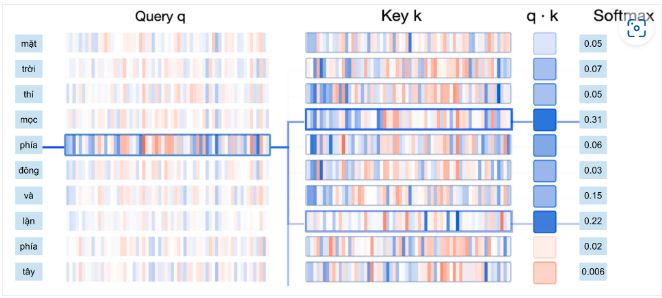 Query q Key k q · k Softmax
mặt 0.05
trời 0.07
thì 0.05
mọc 0.31
phía 0.06
đông 0.03
và 0.15
lặn 0.22
phía 0.02
tây 0.006